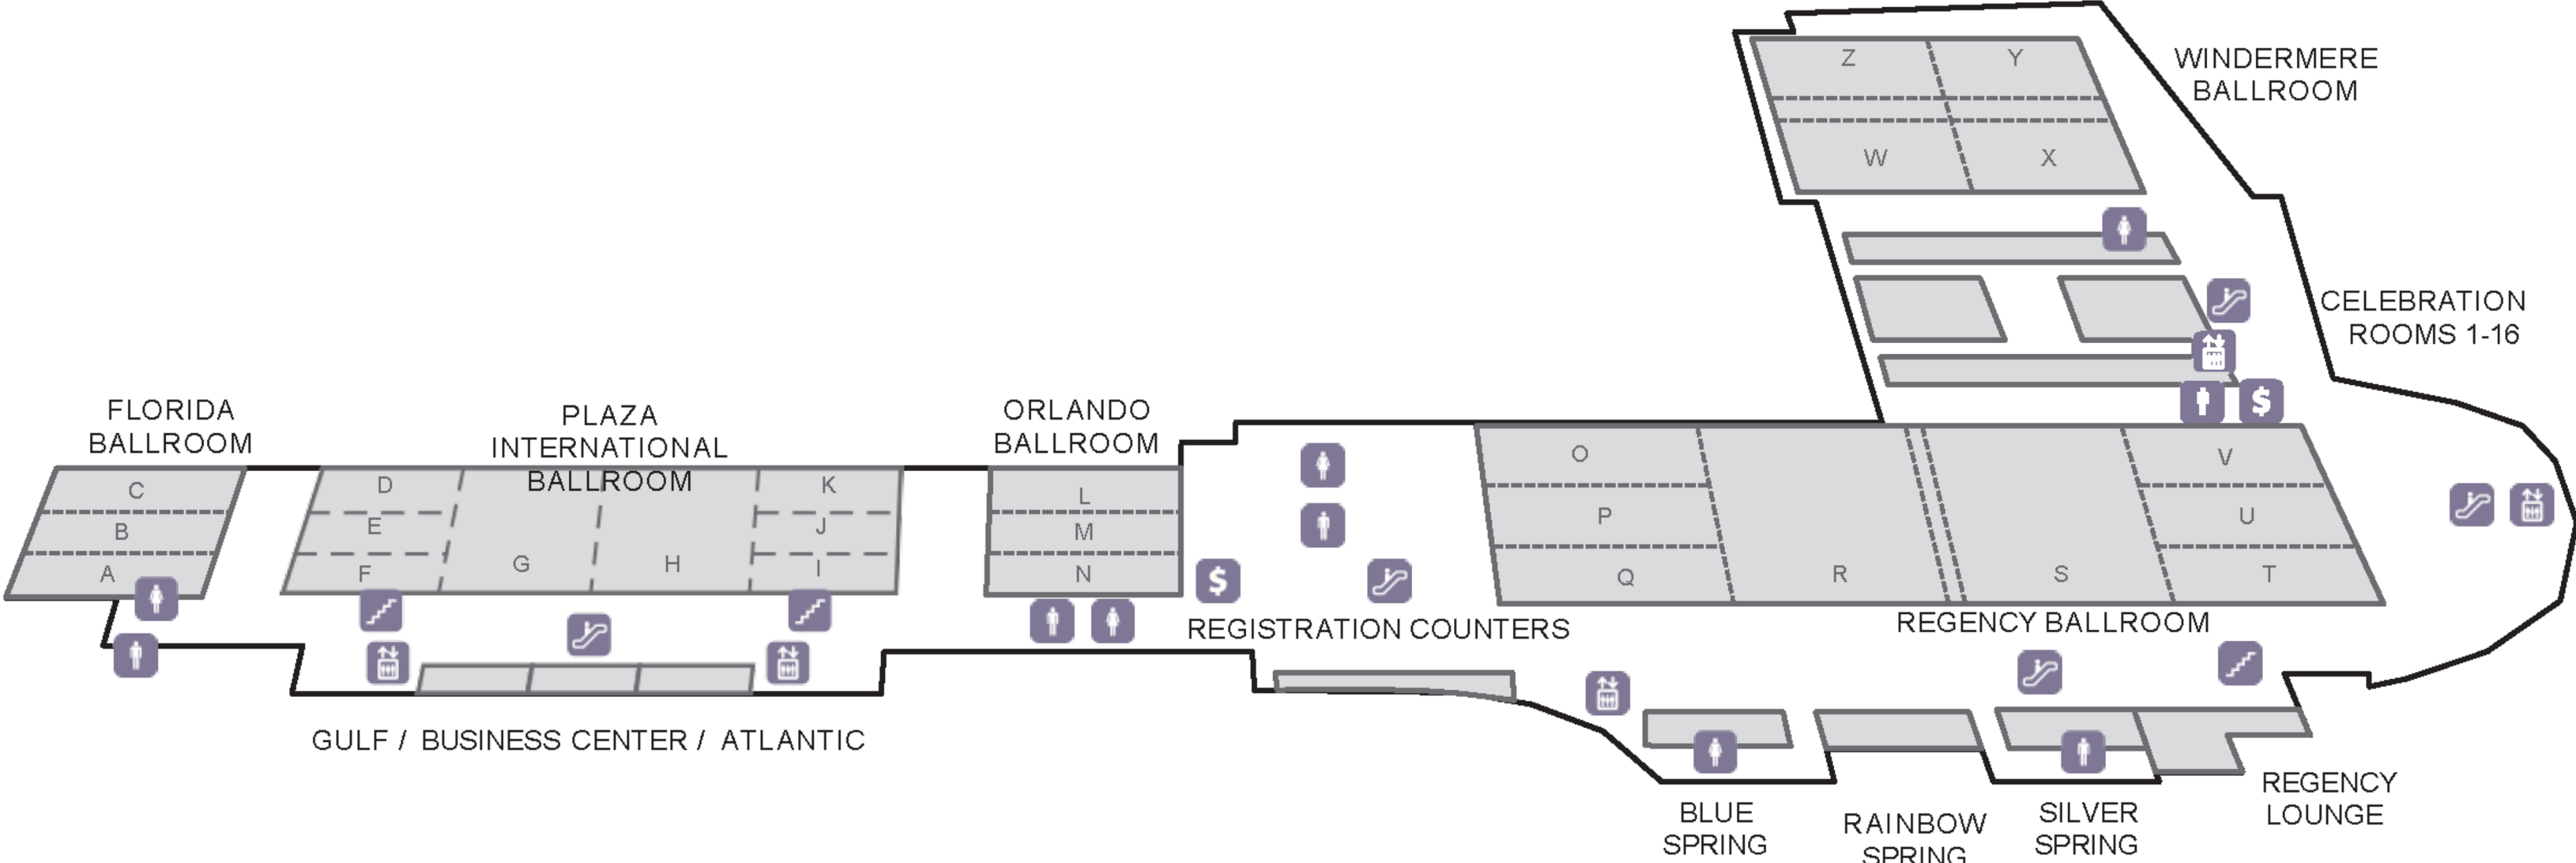 WINDERMERE
BALLROOM
Z
Y
W
X
CELEBRATION
ROOMS 1-16
$
FLORIDA
BALLROOM
C
B
A
PLAZA
INTERNATIONAL
BALLROOM
D
E
F
G
H
K
J
I
ORLANDO
BALLROOM
L
M
N
$
REGISTRATION COUNTERS
O
P
Q
R
S
V
U
T
REGENCY BALLROOM
GULF / BUSINESS CENTER / ATLANTIC
BLUE
SPRING
RAINBOW
SPRING
SILVER
SPRING
REGENCY
LOUNGE